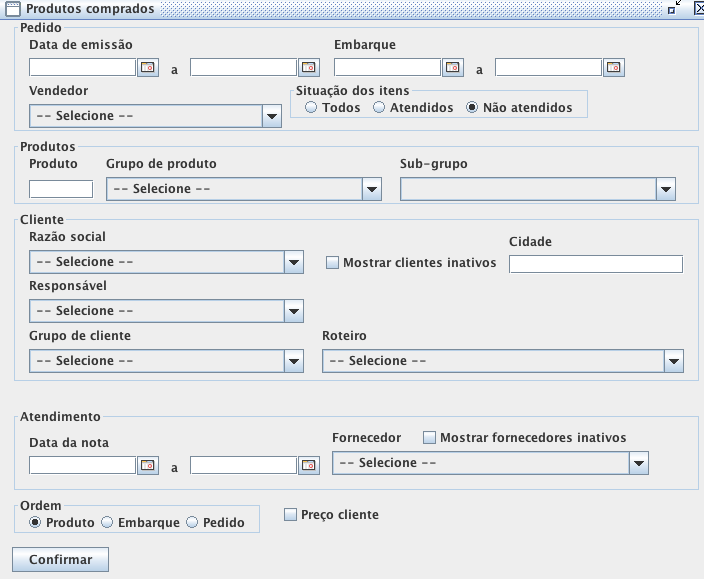 Produtos comprados
Pedido
Data de emissão Embarque
a a
Vendedor Situação dos itens
-- Selecione -- Todos Atendidos Não atendidos
Produtos
Produto Grupo de produto Sub-grupo
-- Selecione --
Cliente
Razão social Cidade
-- Selecione -- Mostrar clientes inativos
Responsável
-- Selecione --
Grupo de cliente Roteiro
-- Selecione -- -- Selecione --
Atendimento
Data da nota Fornecedor Mostrar fornecedores inativos
a -- Selecione --
Ordem
Produto Embarque Pedido Preço cliente
Confirmar